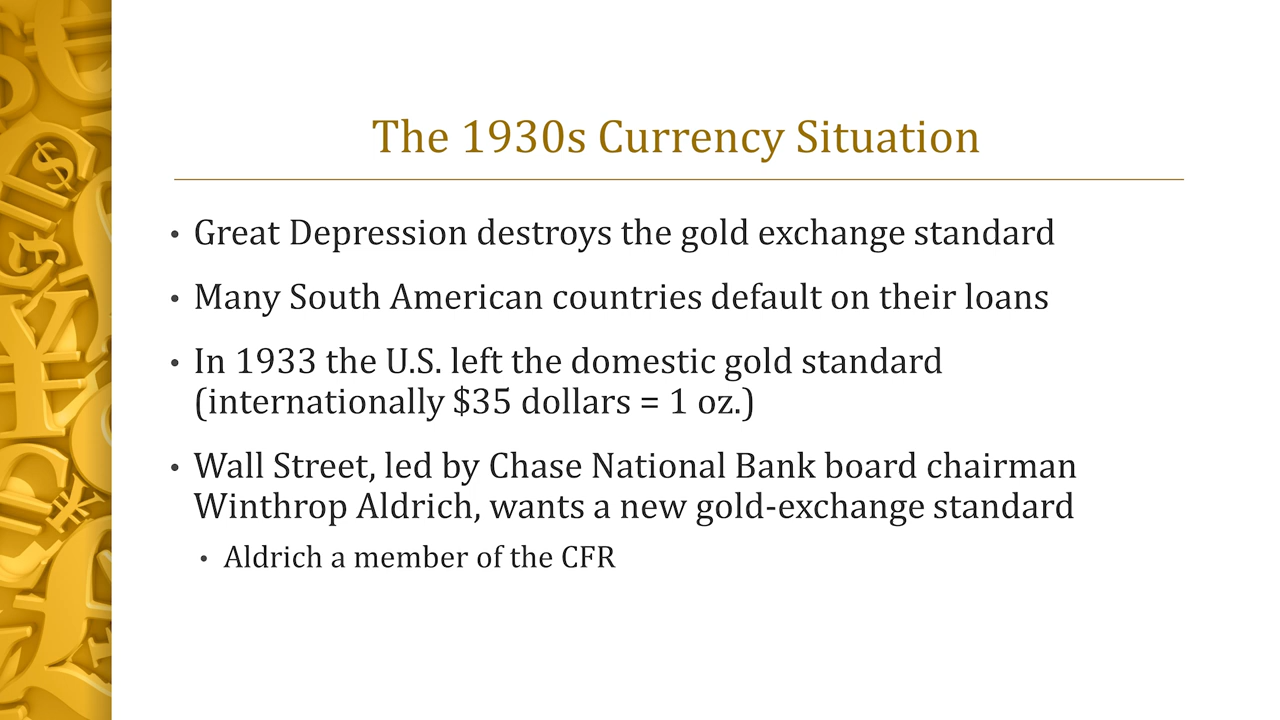 The 1930s Currency Situation
• Great Depression destroys the gold exchange standard
• Many South American countries default on their loans
• In 1933 the U.S. left the domestic gold standard
(internationally $35 dollars = 1 oz.)
• Wall Street, led by Chase National Bank board chairman
Winthrop Aldrich, wants a new gold-exchange standard
• Aldrich a member of the CFR